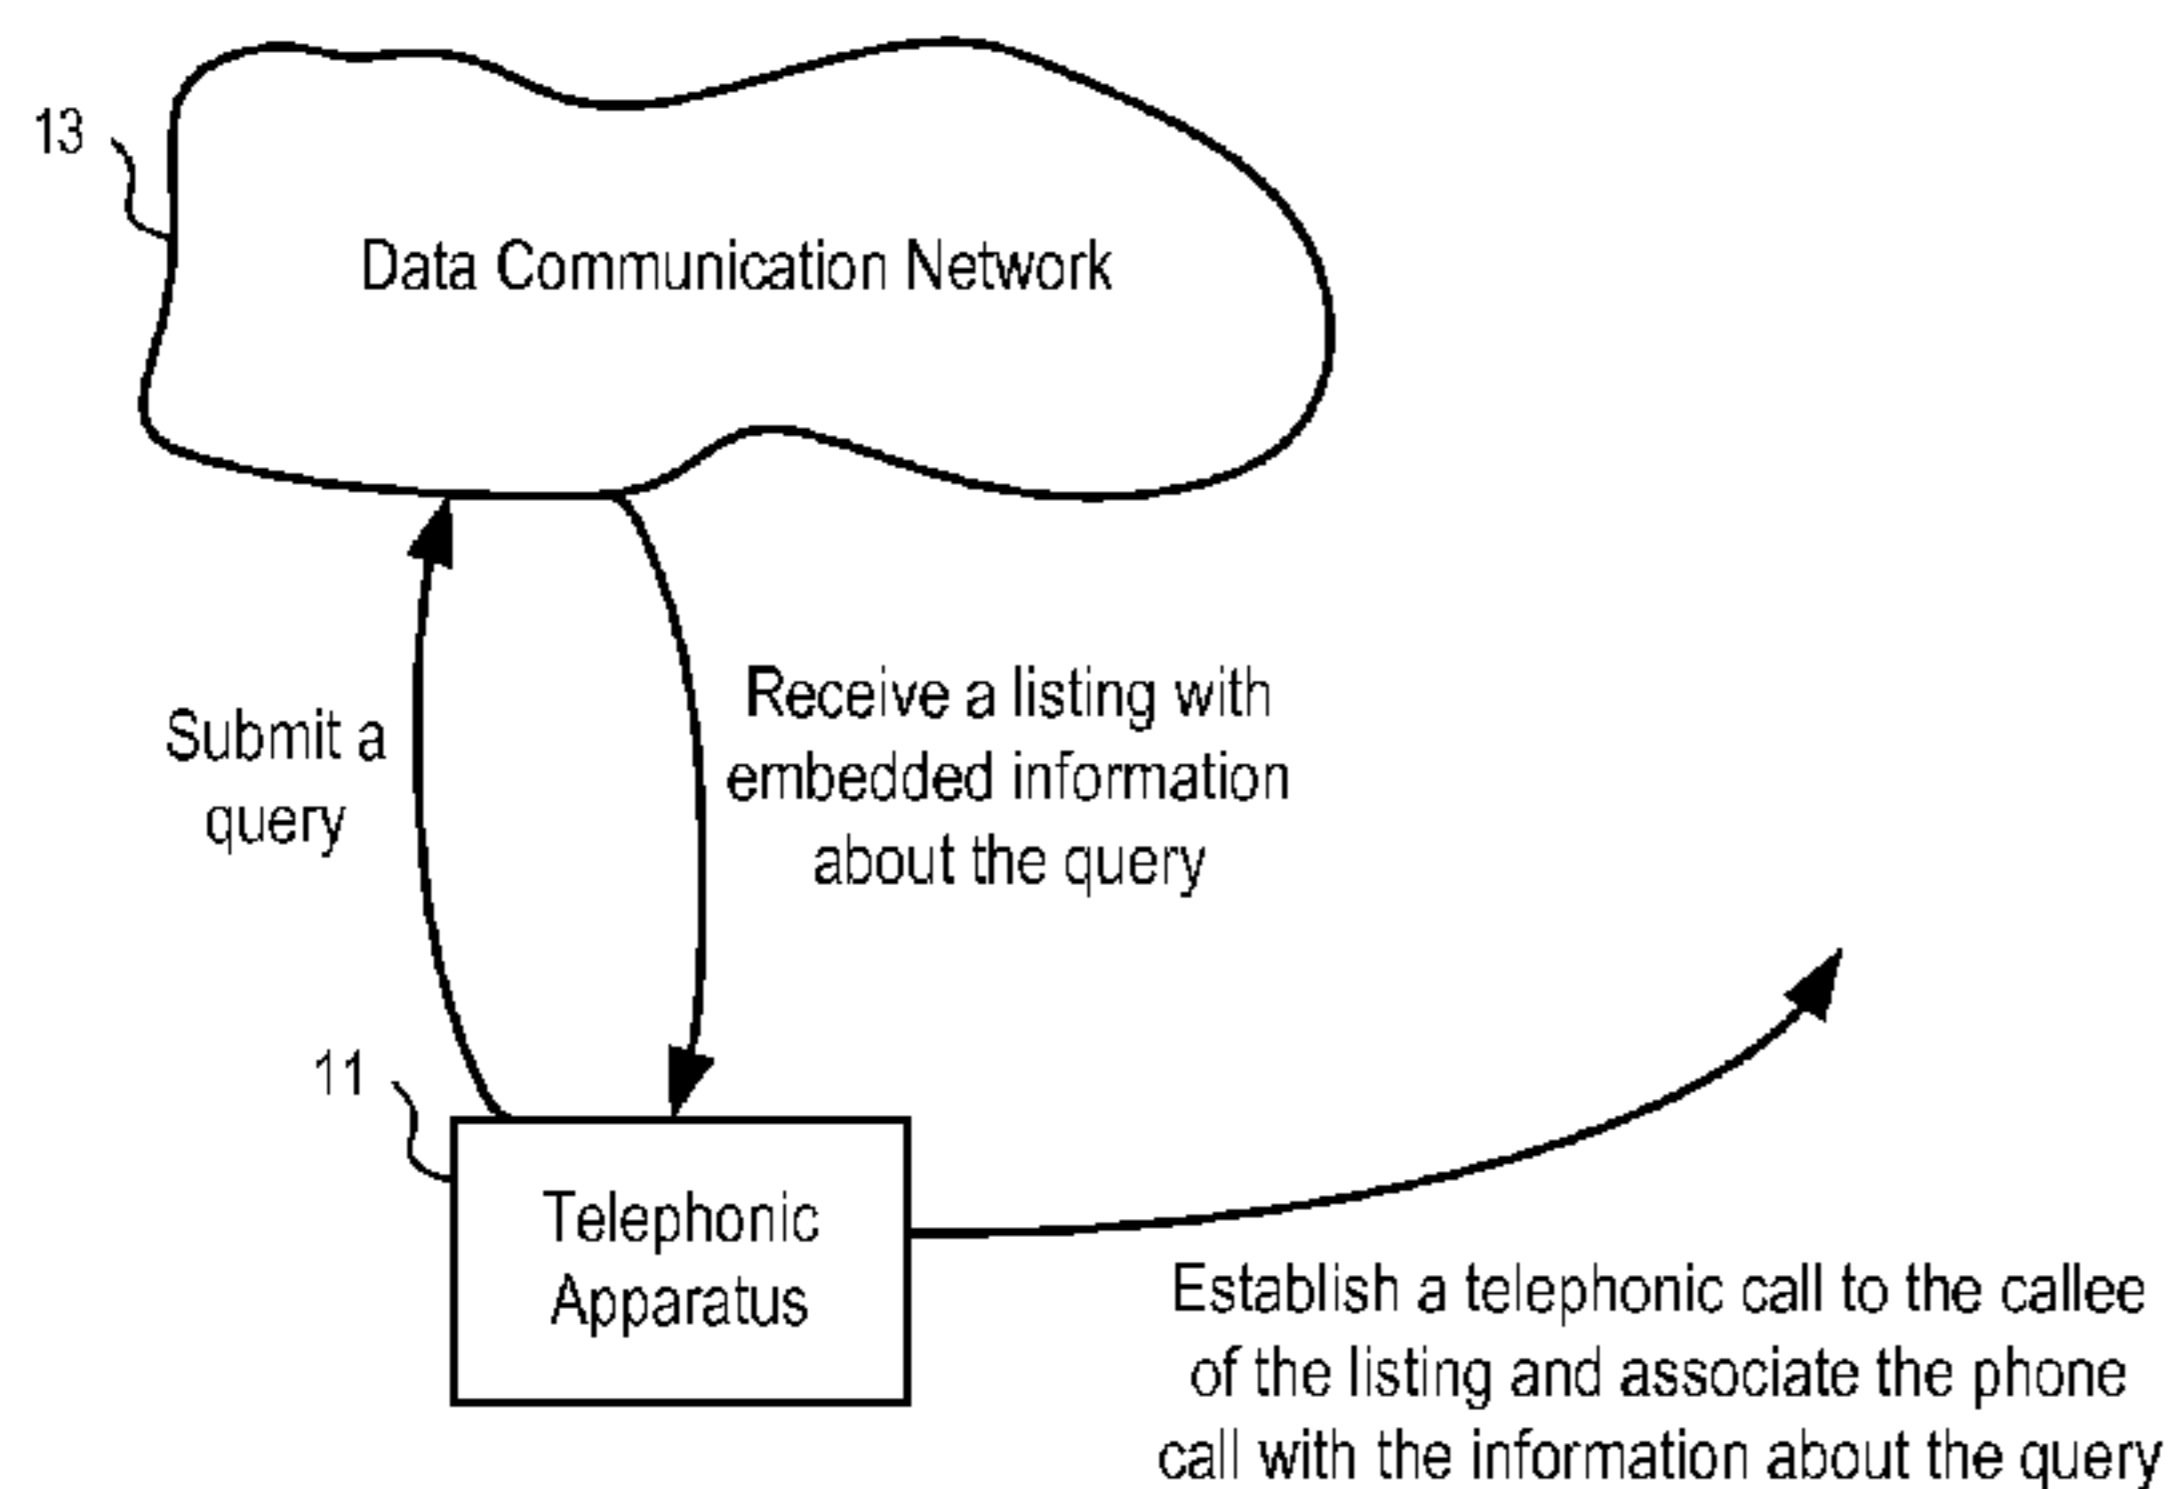 13
Data Communication Network
Submit a
query
Receive a listing with
embedded information
about the query
11
Telephonic
Apparatus
Establish a telephonic call to the callee
of the listing and associate the phone
call with the information about the query